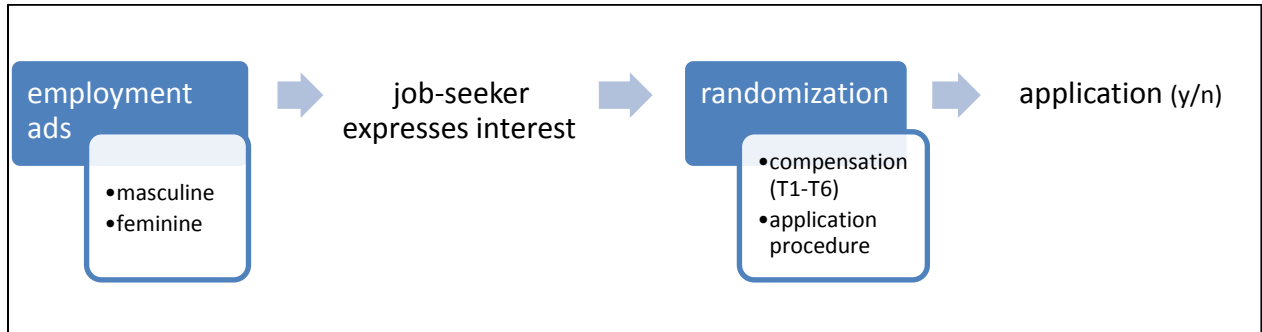 employment
ads
•masculine
•feminine
job-seeker
expresses interest
randomization
•compensation
(T1-T6)
•application
procedure
application (y/n)